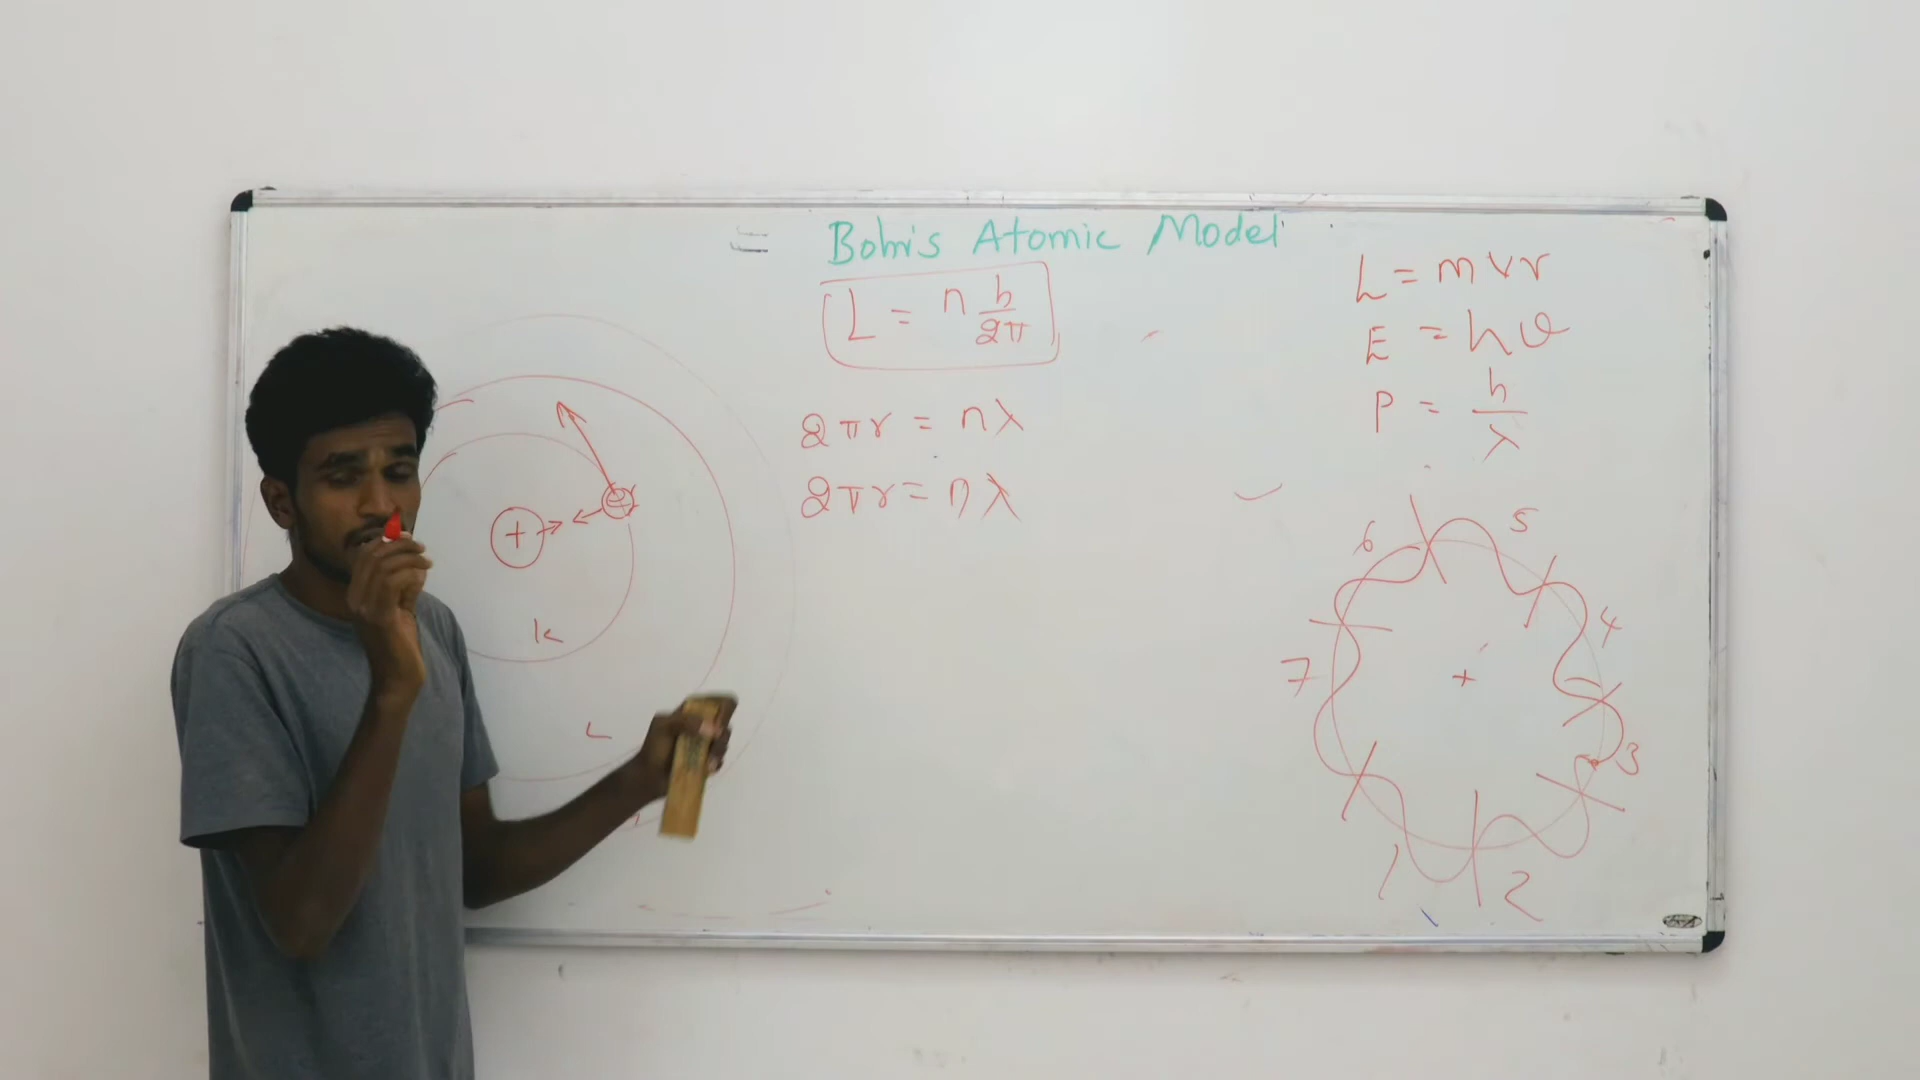 = Bohr's Atomic Model
L = n h/2π
2πr = nλ
2πr = nλ
L = mvr
E = hν
P = h/λ
+
K
L
5
6
4
+
7
3
1
2